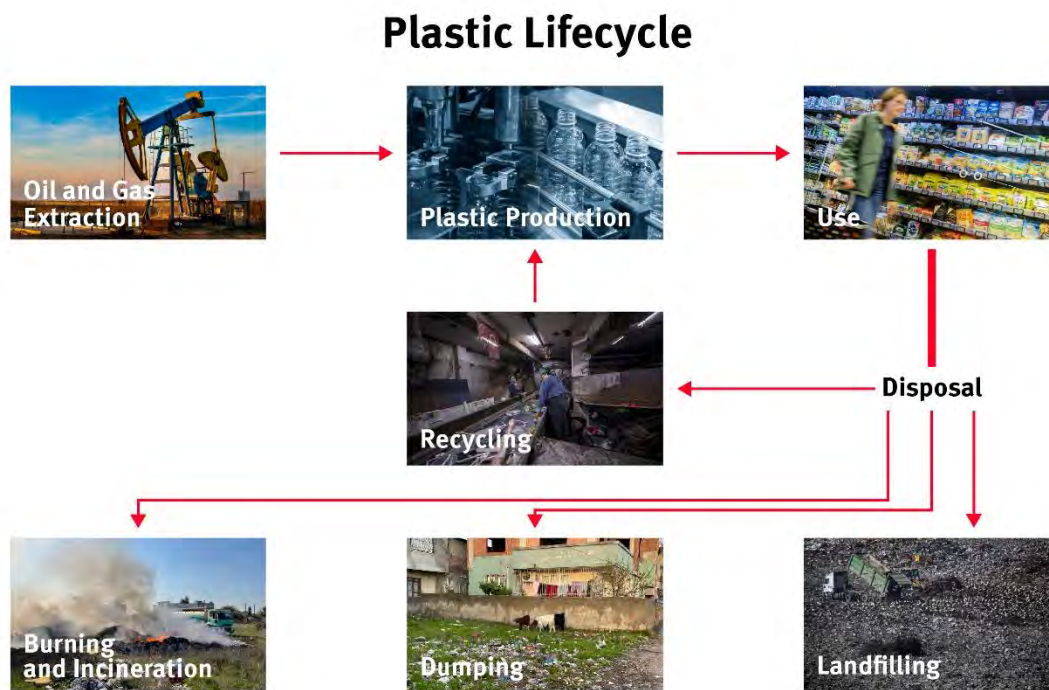 Plastic Lifecycle
Oil and Gas
Extraction
Plastic Production
Use
Recycling
Disposal
Burning
and Incineration
Dumping
Landfilling